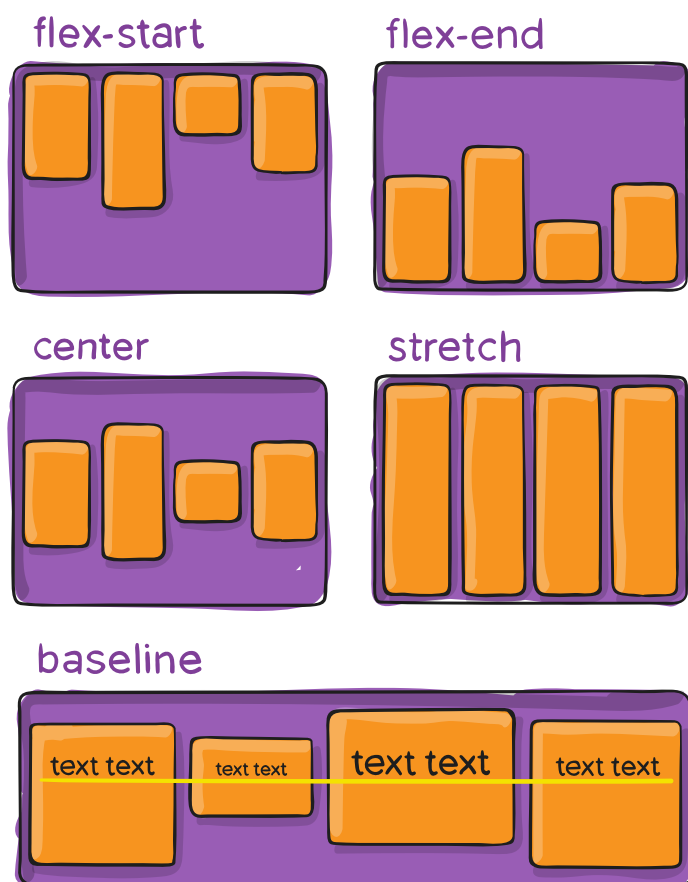 flex-start
flex-end
center
stretch
baseline
text text
text text
text text
text text